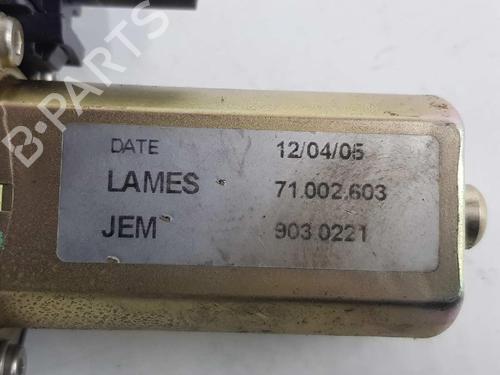 DATE 12/04/05
LAMES 71.002.603
JEM 903.0221
B-PARTS